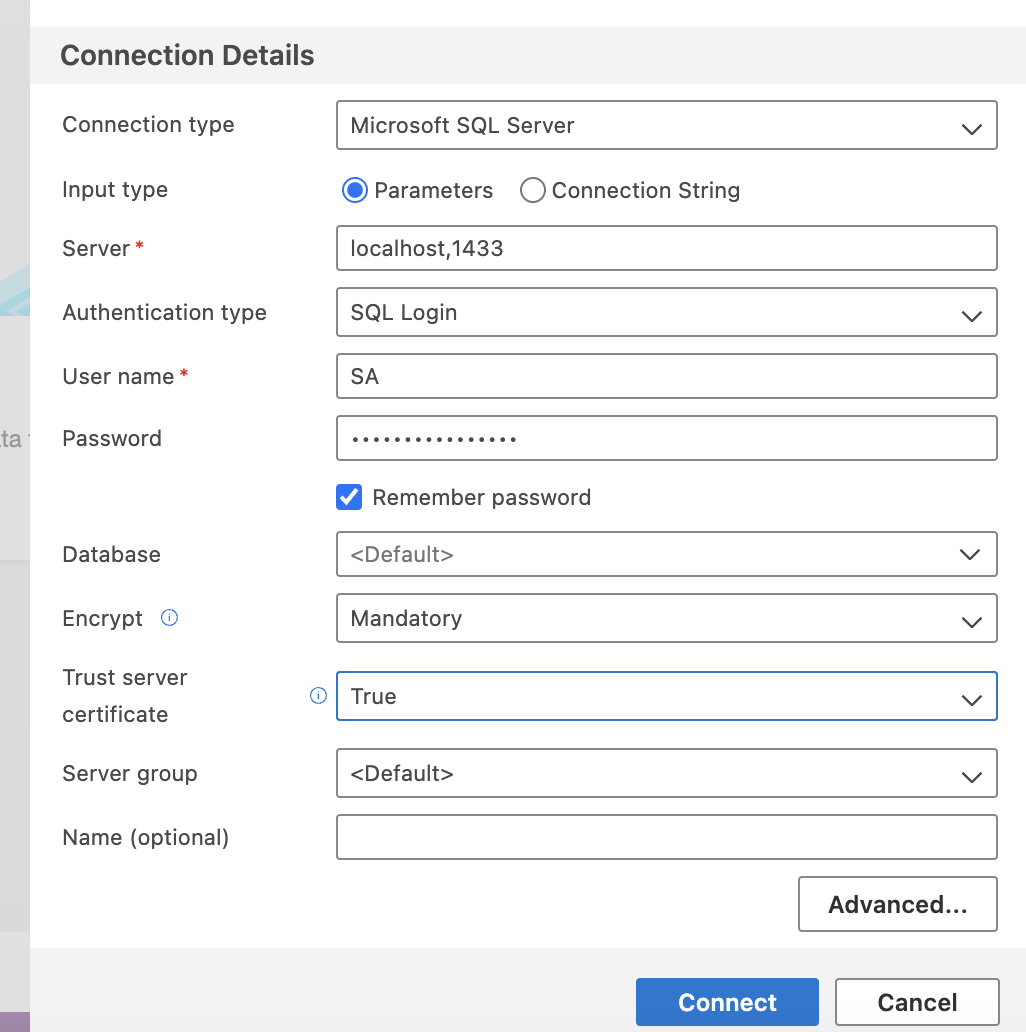 Connection Details
Connection type
Microsoft SQL Server
Input type
Parameters
Connection String
Server *
localhost,1433
Authentication type
SQL Login
User name *
SA
ta
Password
••••••••••••••••
Remember password
Database
<Default>
Encrypt
Mandatory
Trust server
certificate
True
Server group
<Default>
Name (optional)
Advanced...
Connect
Cancel